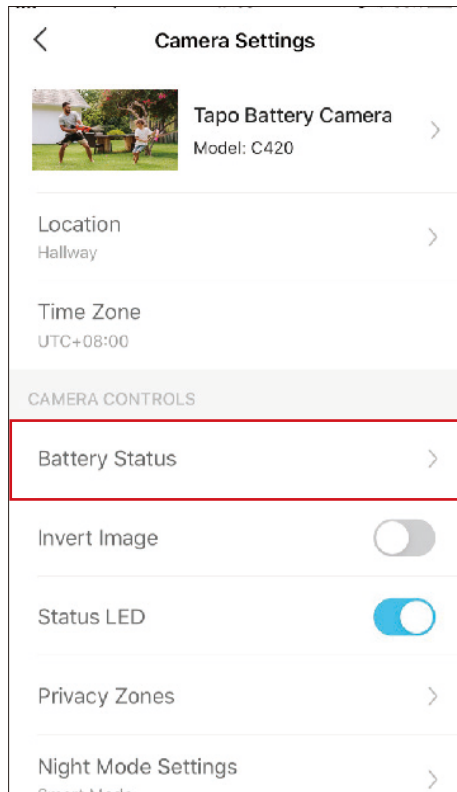 Camera Settings
Tapo Battery Camera
Model: C420
Location
Hallway
Time Zone
UTC+08:00
CAMERA CONTROLS
Battery Status
Invert Image
Status LED
Privacy Zones
Night Mode Settings